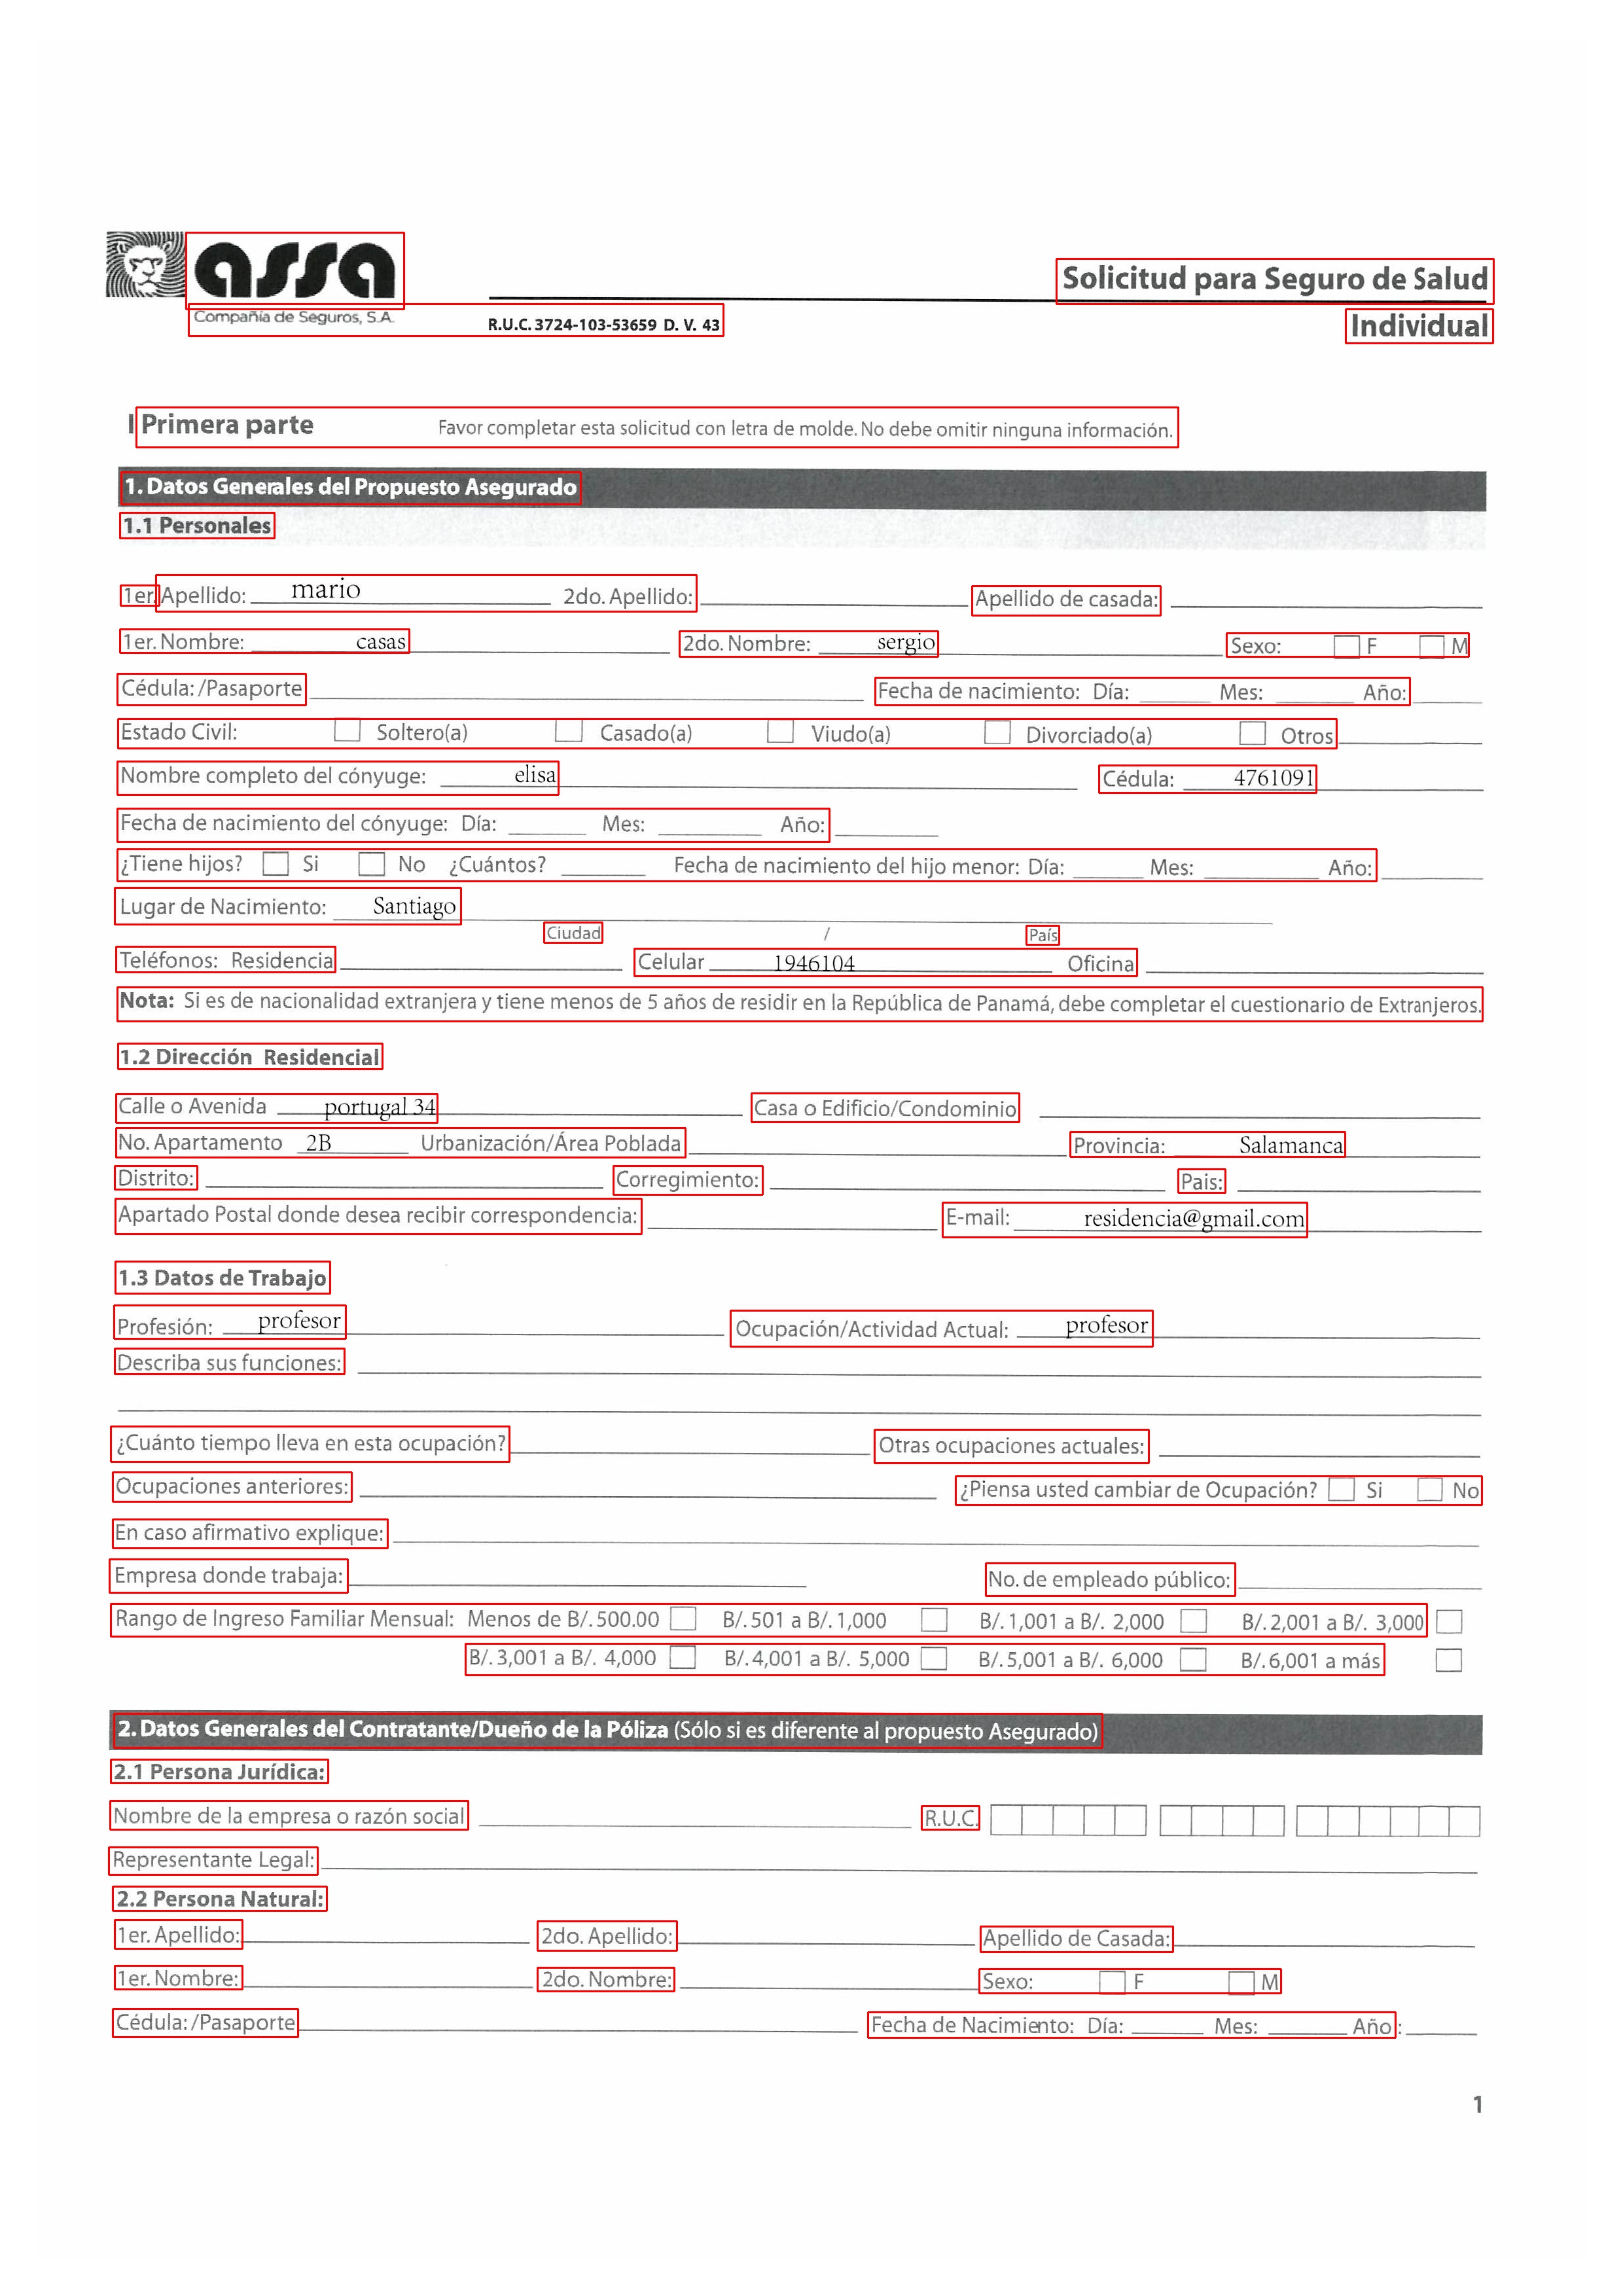 assa
Compañía de Seguros, S.A. R.U.C. 3724-103-53659 D. V. 43
Solicitud para Seguro de Salud
Individual
I Primera parte Favor completar esta solicitud con letra de molde. No debe omitir ninguna información.
1. Datos Generales del Propuesto Asegurado
1.1 Personales
1er. Apellido: mario 2do. Apellido: Apellido de casada:
1er. Nombre: casas 2do. Nombre: sergio Sexo: F M
Cédula: /Pasaporte Fecha de nacimiento: Día: Mes: Año:
Estado Civil: Soltero(a) Casado(a) Viudo(a) Divorciado(a) Otros
Nombre completo del cónyuge: elisa Cédula: 4761091
Fecha de nacimiento del cónyuge: Día: Mes: Año:
¿Tiene hijos? Si No ¿Cuántos? Fecha de nacimiento del hijo menor: Día: Mes: Año:
Lugar de Nacimiento: Santiago
Ciudad / País
Teléfonos: Residencia Celular 1946104 Oficina
Nota: Si es de nacionalidad extranjera y tiene menos de 5 años de residir en la República de Panamá, debe completar el cuestionario de Extranjeros.
1.2 Dirección Residencial
Calle o Avenida portugal 34 Casa o Edificio/Condominio
No. Apartamento 2B Urbanización/Área Poblada Provincia: Salamanca
Distrito: Corregimiento: Pais:
Apartado Postal donde desea recibir correspondencia: E-mail: residencia@gmail.com
1.3 Datos de Trabajo
Profesión: profesor Ocupación/Actividad Actual: profesor
Describa sus funciones:
¿Cuánto tiempo lleva en esta ocupación? Otras ocupaciones actuales:
Ocupaciones anteriores: ¿Piensa usted cambiar de Ocupación? Si No
En caso afirmativo explique:
Empresa donde trabaja: No. de empleado público:
Rango de Ingreso Familiar Mensual: Menos de B/. 500.00 B/. 501 a B/. 1,000 B/. 1,001 a B/. 2,000 B/. 2,001 a B/. 3,000
B/. 3,001 a B/. 4,000 B/. 4,001 a B/. 5,000 B/. 5,001 a B/. 6,000 B/. 6,001 a más
2. Datos Generales del Contratante/Dueño de la Póliza (Sólo si es diferente al propuesto Asegurado)
2.1 Persona Jurídica:
Nombre de la empresa o razón social R.U.C.
Representante Legal:
2.2 Persona Natural:
1er. Apellido: 2do. Apellido: Apellido de Casada:
1er. Nombre: 2do. Nombre: Sexo: F M
Cédula: /Pasaporte Fecha de Nacimiento: Día: Mes: Año:
1